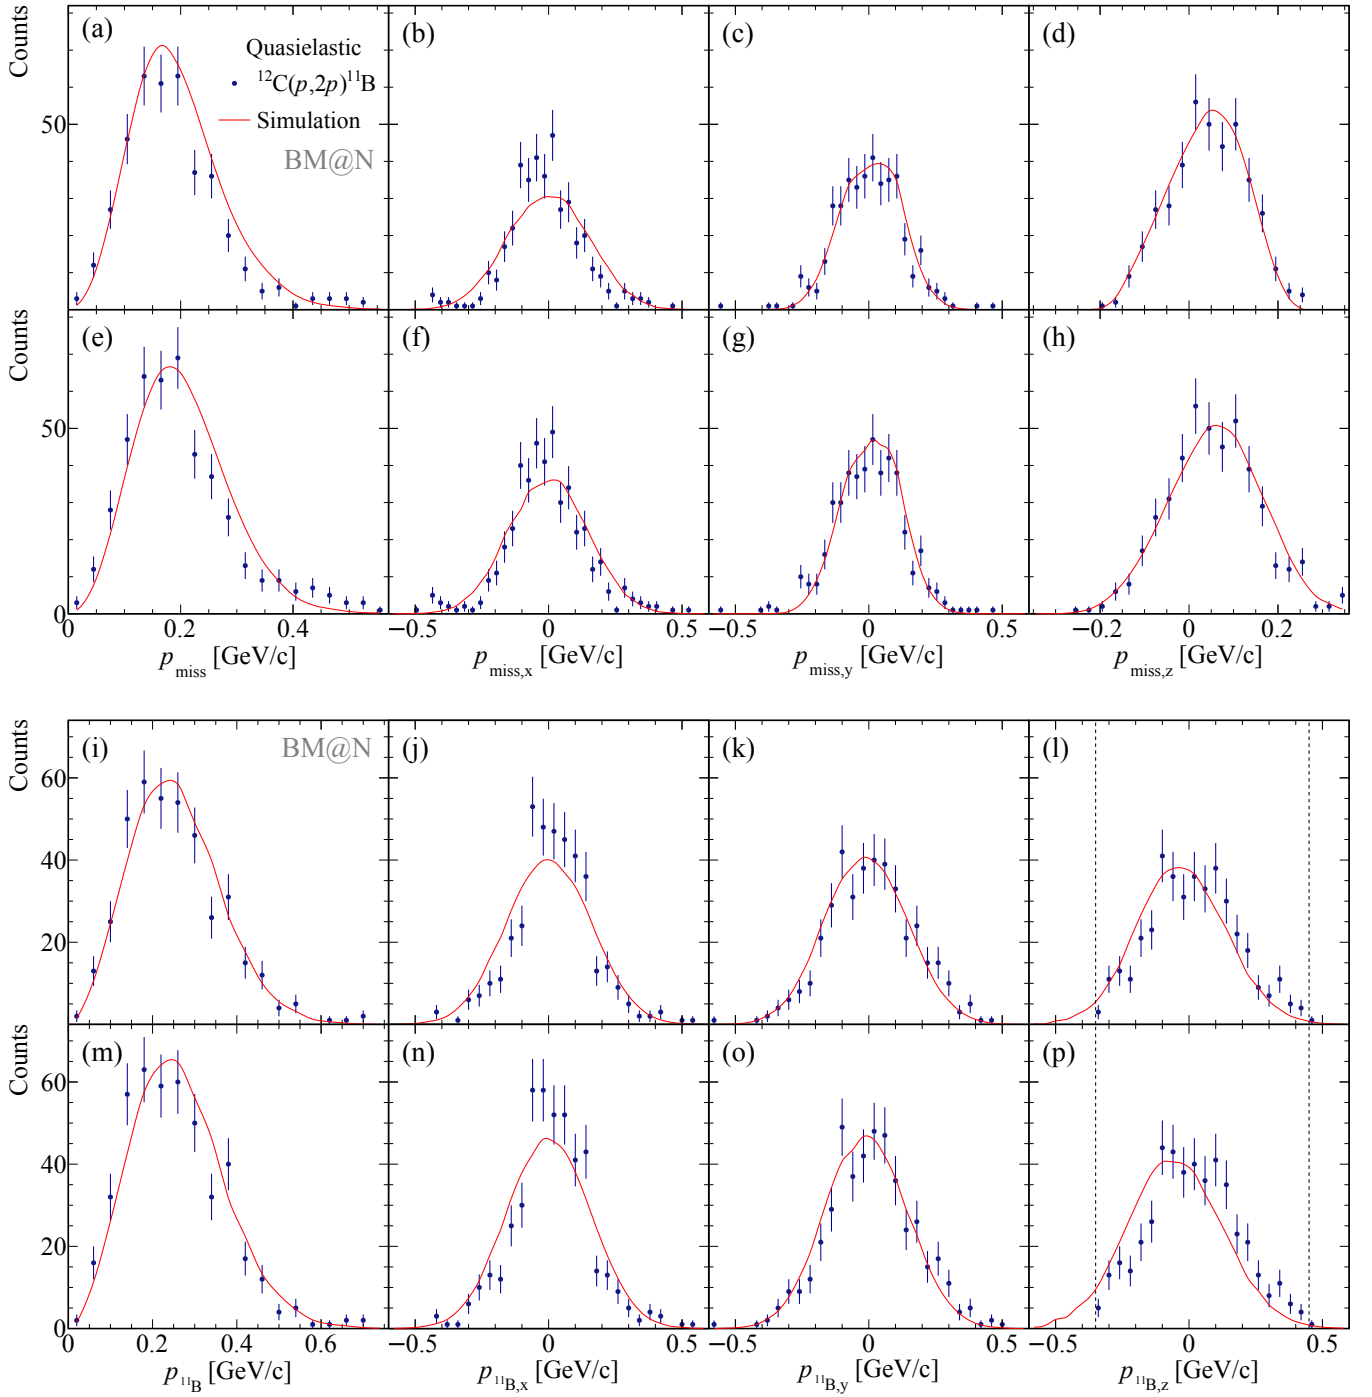 Counts
(a)
Quasielastic
¹²C(p,2p)¹¹B
Simulation
BM@N
(b)
(c)
(d)
50
Counts
(e)
(f)
(g)
(h)
50
0
0 0.2 0.4
−0.5 0 0.5
−0.5 0 0.5
−0.2 0 0.2
p_miss [GeV/c]
p_miss,x [GeV/c]
p_miss,y [GeV/c]
p_miss,z [GeV/c]
Counts
(i)
BM@N
(j)
(k)
(l)
60
40
20
Counts
(m)
(n)
(o)
(p)
60
40
20
0
0 0.2 0.4 0.6
−0.5 0 0.5
−0.5 0 0.5
−0.5 0 0.5
p_¹¹B [GeV/c]
p_¹¹B,x [GeV/c]
p_¹¹B,y [GeV/c]
p_¹¹B,z [GeV/c]